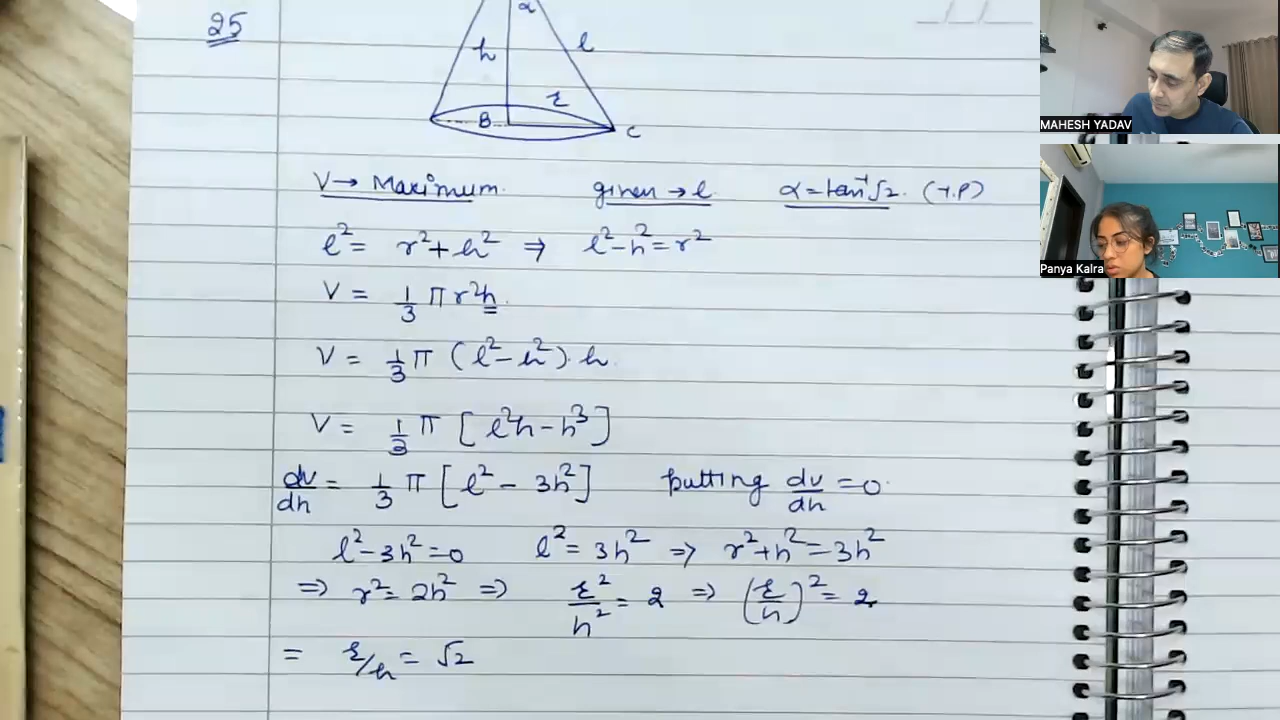 25
α
h
l
r
B
C
V → Maximum. given → l. α = tan⁻¹√2. (T.P)
l² = r² + h² ⇒ l² - h² = r²
V = 1/3 π r²h.
V = 1/3 π (l² - h²) . h.
V = 1/3 π [l²h - h³]
dv/dh = 1/3 π [l² - 3h²] putting dv/dh = 0.
l² - 3h² = 0 l² = 3h² ⇒ r² + h² = 3h²
⇒ r² = 2h² ⇒ r²/h² = 2 ⇒ (r/h)² = 2
= r/h = √2
MAHESH YADAV
Panya Kalra